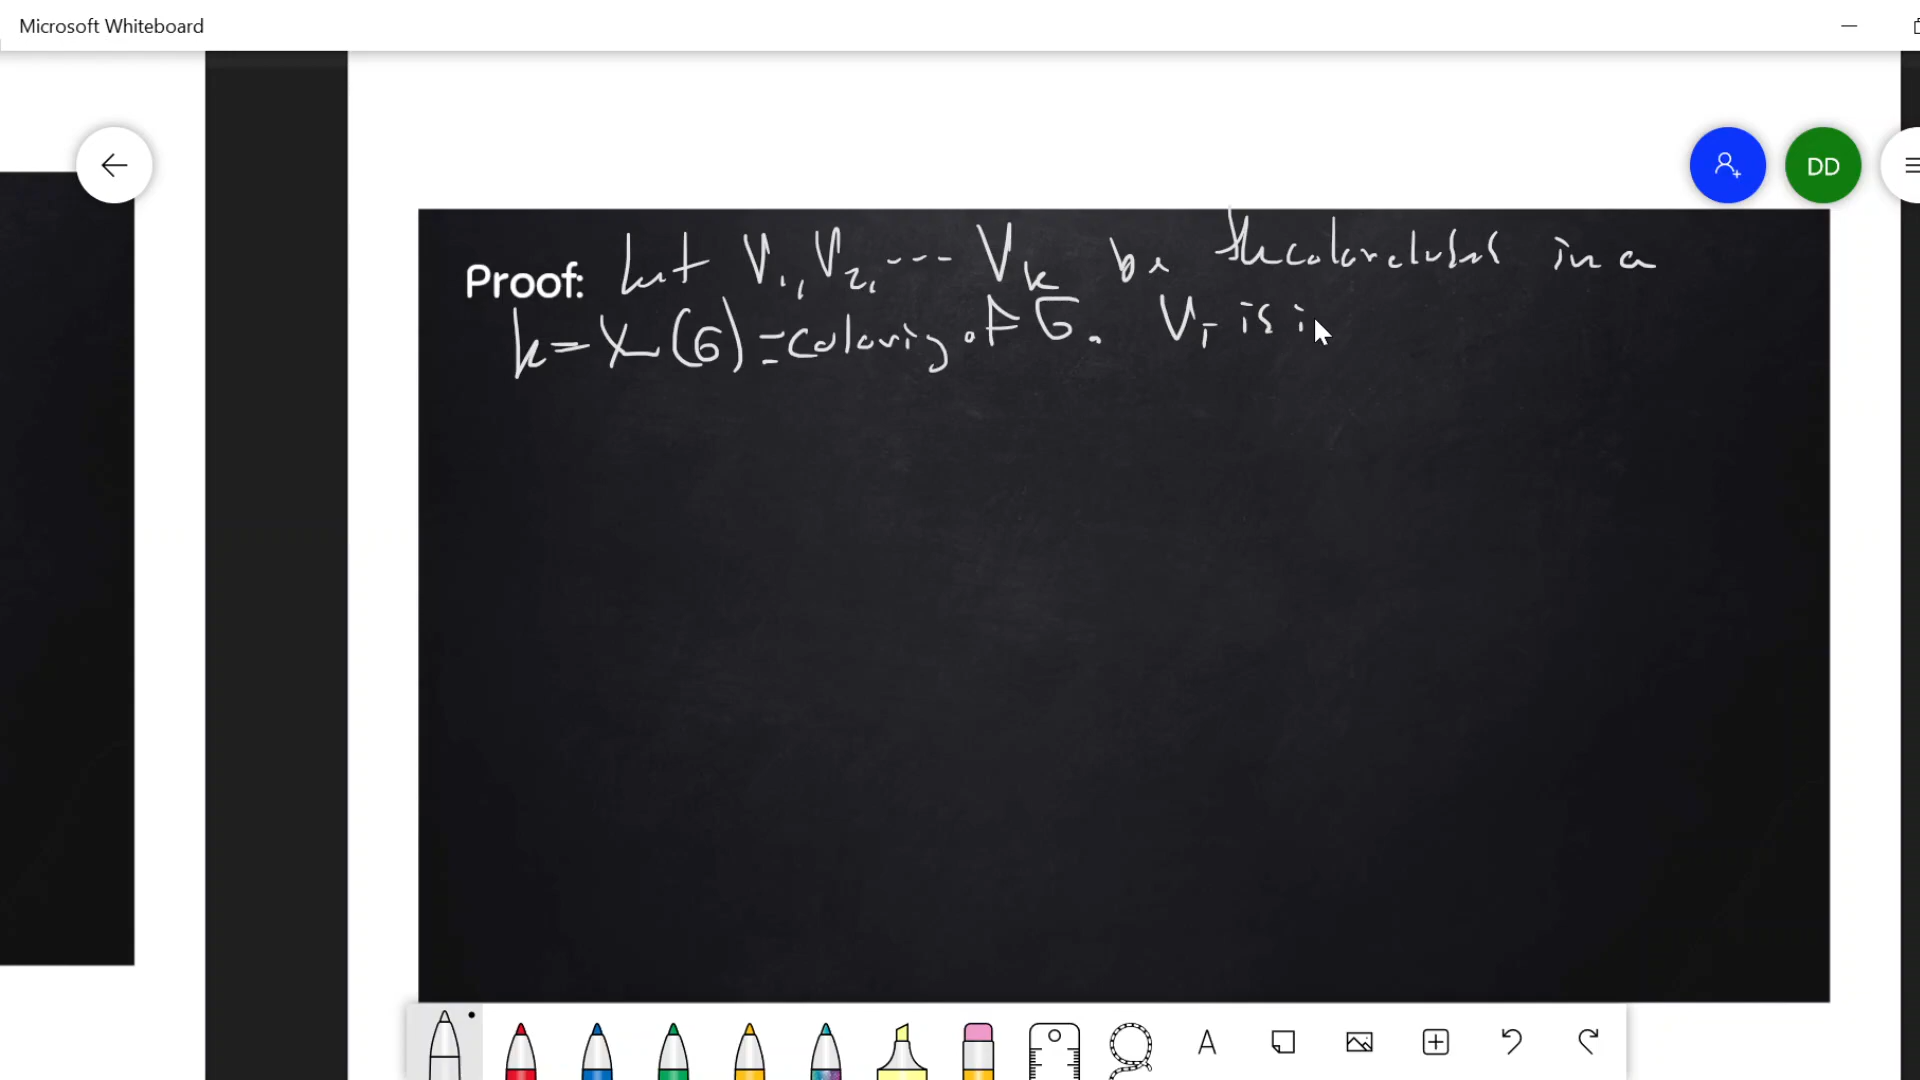 Microsoft Whiteboard
DD
Proof: Let V₁, V₂, --- Vₖ be the color classes in a
k = χ(G) = coloring of G. Vᵢ is i
A